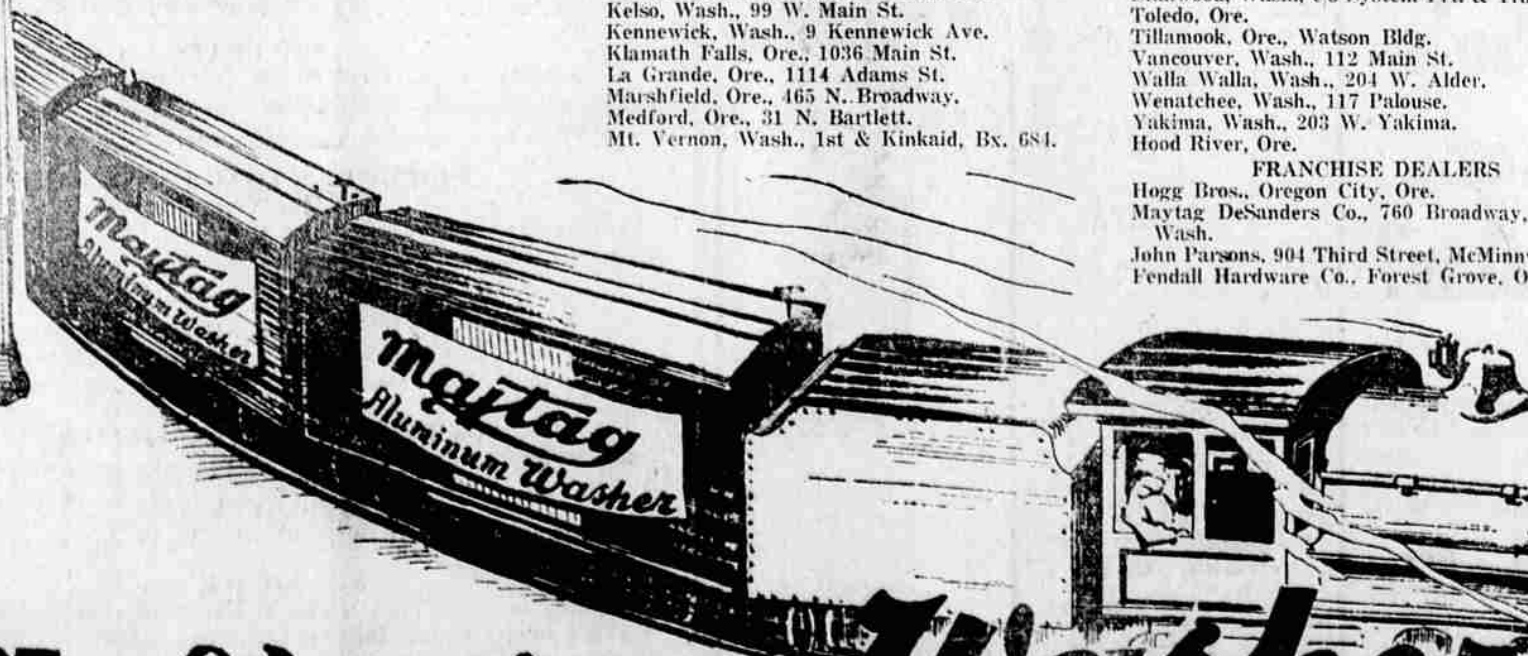 Kelso, Wash., 99 W. Main St.
Kennewick, Wash., 9 Kennewick Ave.
Klamath Falls, Ore., 1036 Main St.
La Grande, Ore., 1114 Adams St.
Marshfield, Ore., 465 N. Broadway.
Medford, Ore., 31 N. Bartlett.
Mt. Vernon, Wash., 1st & Kinkaid, Bx. 684.
Toledo, Ore.
Tillamook, Ore., Watson Bldg.
Vancouver, Wash., 112 Main St.
Walla Walla, Wash., 204 W. Alder.
Wenatchee, Wash., 117 Palouse.
Yakima, Wash., 203 W. Yakima.
Hood River, Ore.
FRANCHISE DEALERS
Hogg Bros., Oregon City, Ore.
Maytag DeSanders Co., 760 Broadway,
Wash.
John Parsons, 904 Third Street,
Fendall Hardware Co., Forest Grove,
Maytag
Aluminum Washer
Maytag
Aluminum Washer